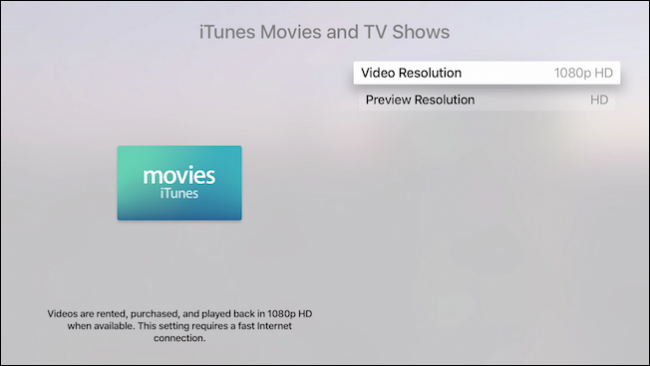 iTunes Movies and TV Shows
Video Resolution 1080p HD
Preview Resolution HD
movies
iTunes
Videos are rented, purchased, and played back in 1080p HD
when available. This setting requires a fast Internet
connection.